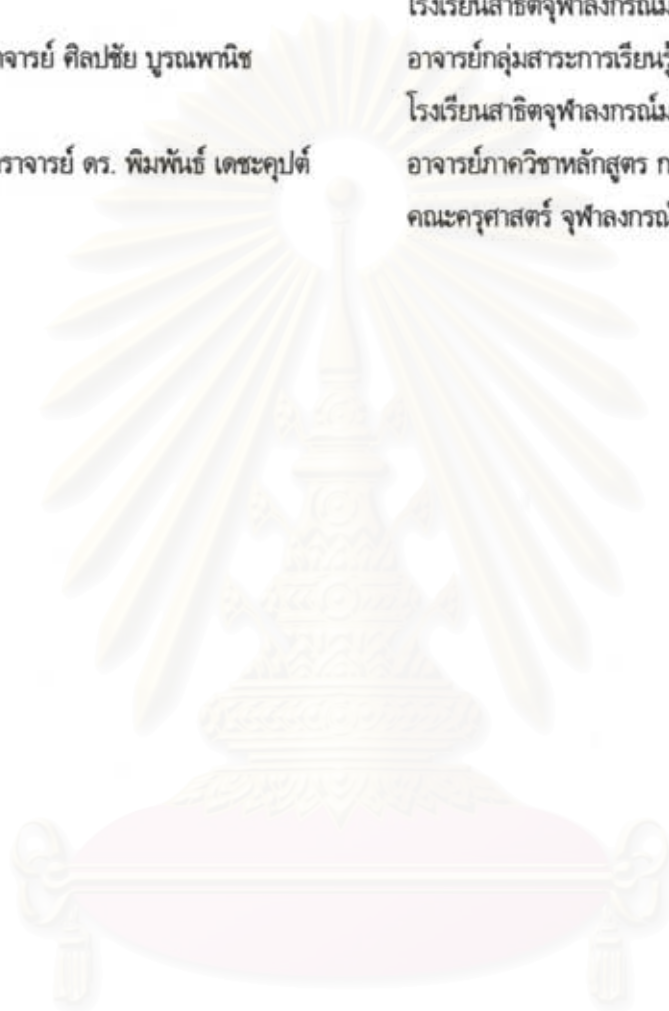 โรงเรียนสาธิตจุฬาลงกรณ์ม
าจารย์ ศิลปชัย บูรณพานิช อาจารย์กลุ่มสาระการเรียนรู้
โรงเรียนสาธิตจุฬาลงกรณ์ม
ราจารย์ ดร. พิมพันธ์ เดชะคุปต์ อาจารย์ภาควิชาหลักสูตร ก
คณะครุศาสตร์ จุฬาลงกรณ์